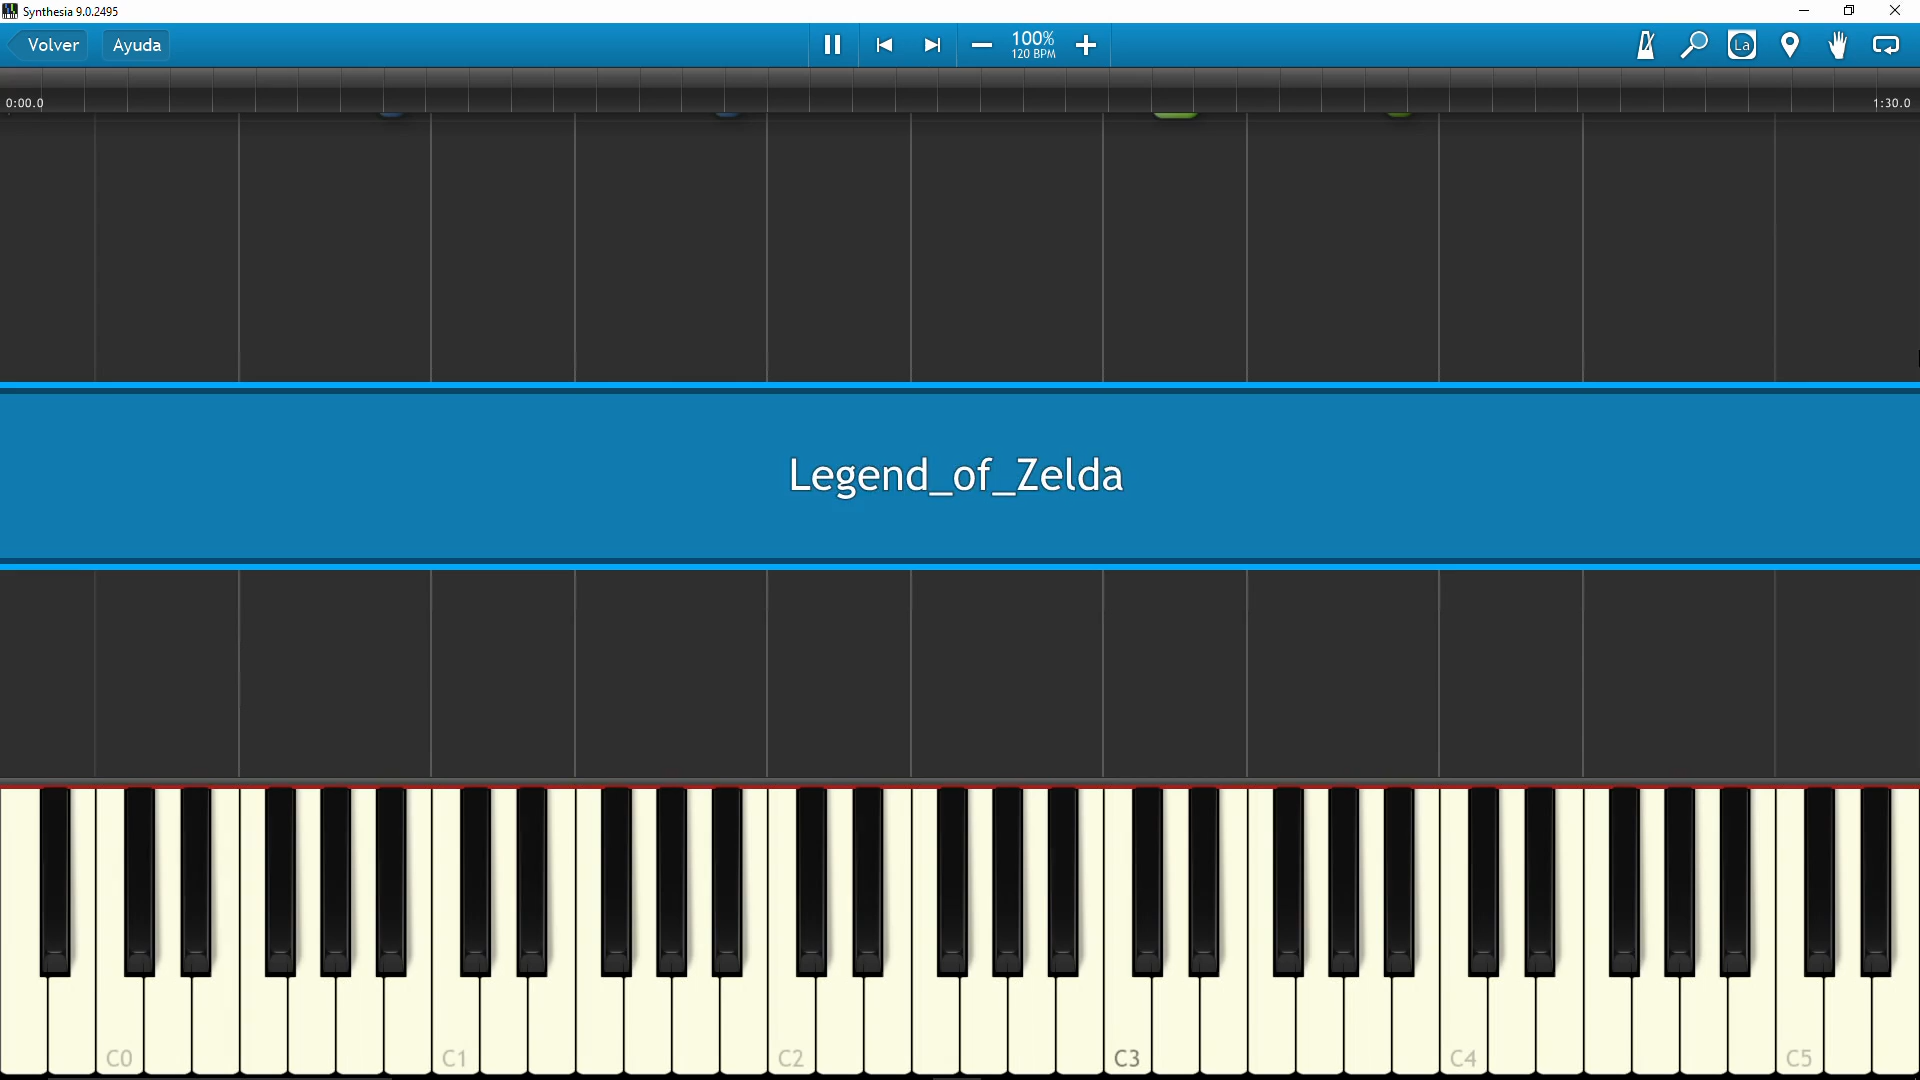 Synthesia 9.0.2495
Volver
Ayuda
100%
120 BPM
La
0:00.0
1:30.0
Legend_of_Zelda
C0
C1
C2
C3
C4
C5